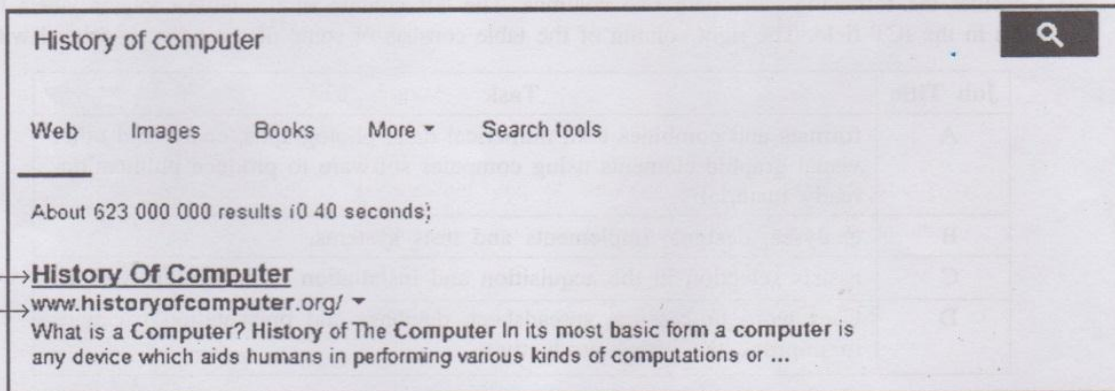 History of computer
Web Images Books More Search tools
About 623 000 000 results (0 40 seconds)
History Of Computer
www.historyofcomputer.org/
What is a Computer? History of The Computer In its most basic form a computer is
any device which aids humans in performing various kinds of computations or ...